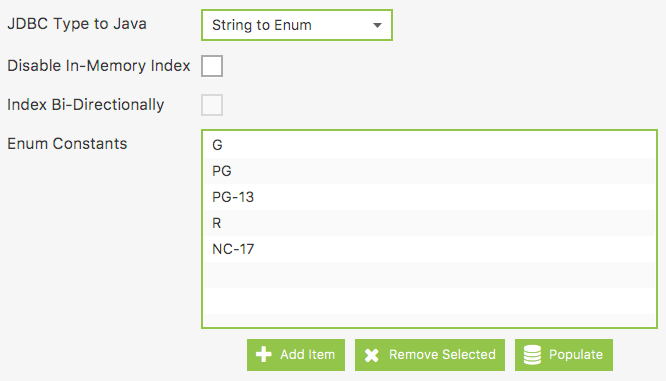 JDBC Type to Java String to Enum
Disable In-Memory Index
Index Bi-Directionally
Enum Constants G
PG
PG-13
R
NC-17
Add Item Remove Selected Populate